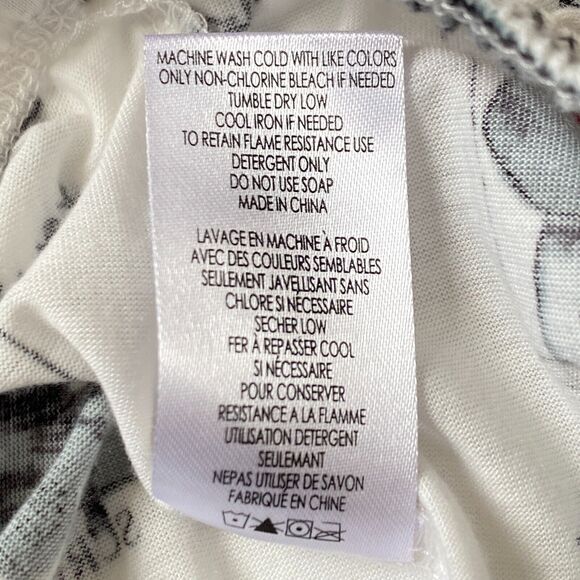 MACHINE WASH COLD WITH LIKE COLORS
ONLY NON-CHLORINE BLEACH IF NEEDED
TUMBLE DRY LOW
COOL IRON IF NEEDED
TO RETAIN FLAME RESISTANCE USE
DETERGENT ONLY
DO NOT USE SOAP
MADE IN CHINA
LAVAGE EN MACHINE À FROID
AVEC DES COULEURS SEMBLABLES
SEULEMENT JAVELLISANT SANS
CHLORE SI NÉCESSAIRE
SECHER LOW
FER À REPASSER COOL
SI NÉCESSAIRE
POUR CONSERVER
RESISTANCE A LA FLAMME
UTILISATION DETERGENT
SEULEMANT
NEPAS UTILISER DE SAVON
FABRIQUÉ EN CHINE